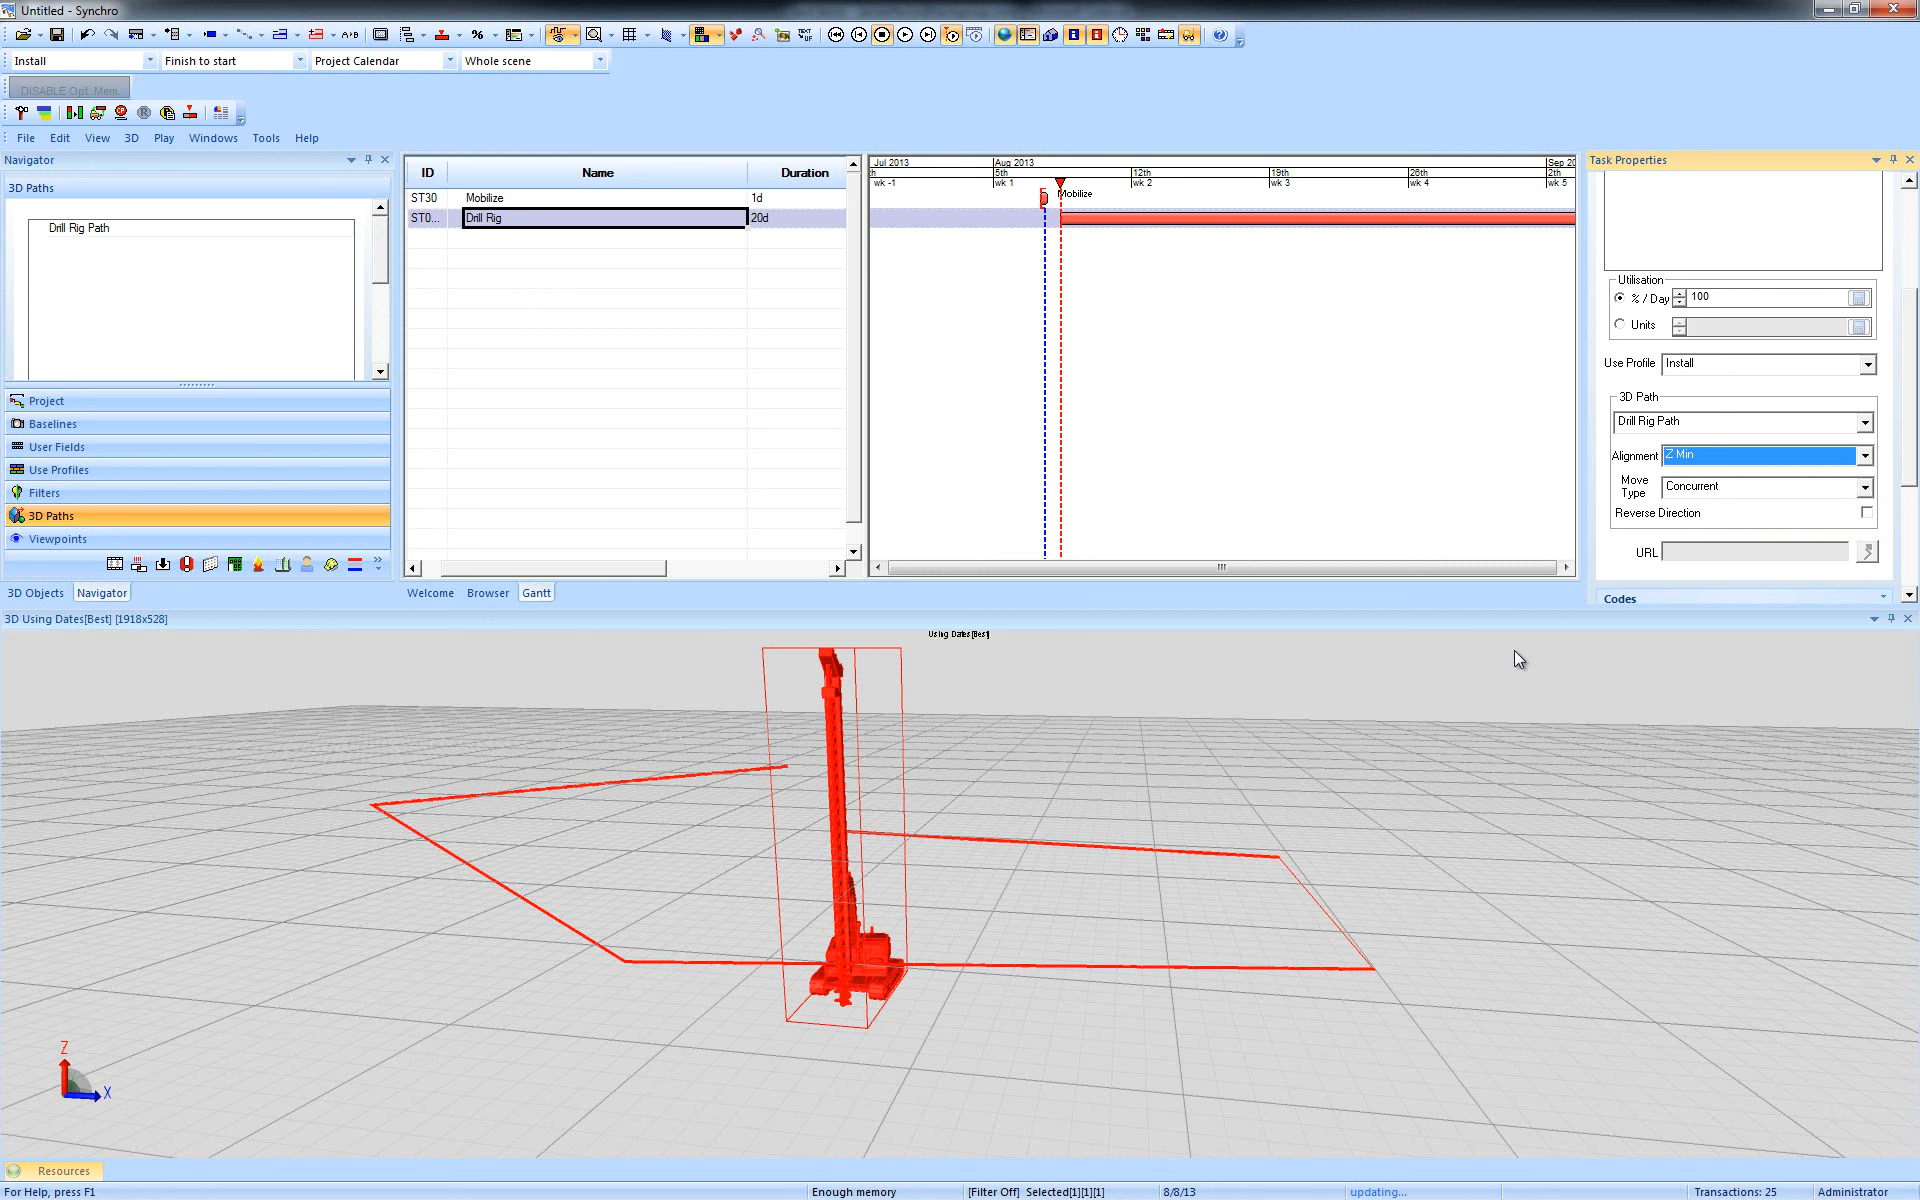 Untitled - Synchro
Install Finish to start Project Calendar Whole scene
DISABLE Opt. Mem.
File Edit View 3D Play Windows Tools Help
Navigator
3D Paths
Drill Rig Path
Project
Baselines
User Fields
Use Profiles
Filters
3D Paths
Viewpoints
3D Objects Navigator
ID Name Duration
ST30 Mobilize 1d
ST0... Drill Rig 20d
Welcome Browser Gantt
Jul 2013 Aug 2013 Sep 20
th 5th 12th 19th 26th 2th
wk -1 wk 1 wk 2 wk 3 wk 4 wk 5
Mobilize
Task Properties
Utilisation
% / Day 100
Units
Use Profile Install
3D Path
Drill Rig Path
Alignment Z Min
Move Type Concurrent
Reverse Direction
URL
Codes
3D Using Dates[Best] [1918x528]
Using Dates[Best]
Z
X
Resources
For Help, press F1 Enough memory [Filter Off] Selected[1][1][1] 8/8/13 updating... Transactions: 25 Administrator